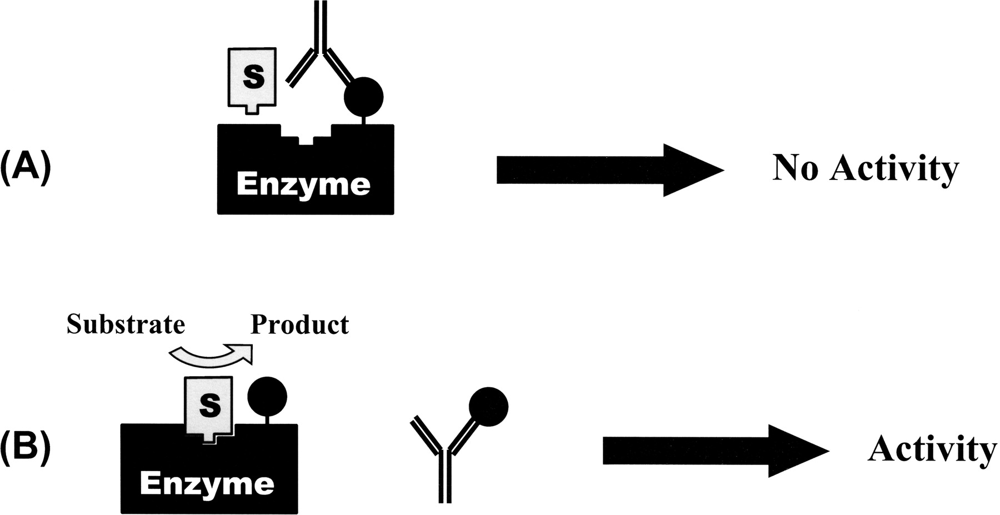 S
(A)
Enzyme
No Activity
Substrate
Product
S
(B)
Enzyme
Activity